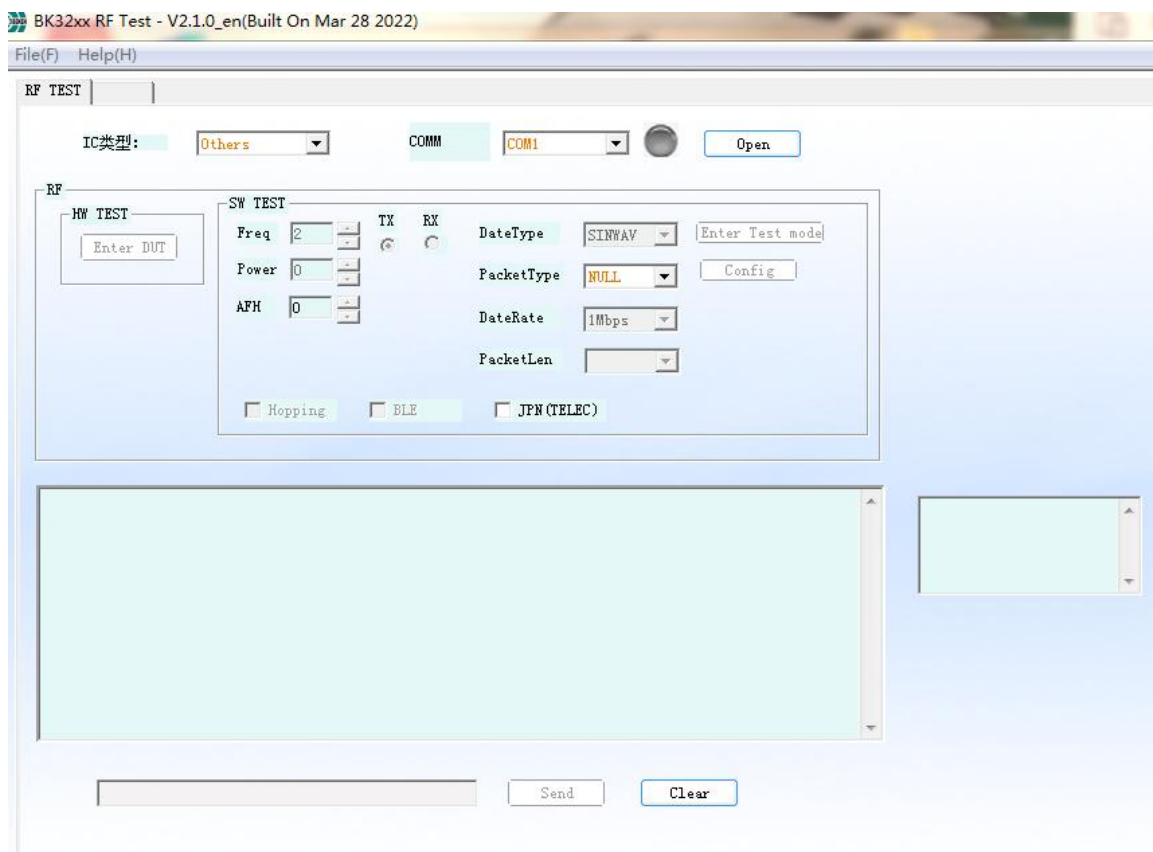 BK32xx RF Test - V2.1.0_en(Built On Mar 28 2022)
File(F) Help(H)
RF TEST
IC类型: Others COMM COM1 Open
RF
HW TEST
Enter DUT
SW TEST
Freq 2 TX RX DateType SINWAV Enter Test mode
Power 0 PacketType NULL Config
AFH 0 DateRate 1Mbps
PacketLen
Hopping BLE JPN(TELEC)
Send Clear